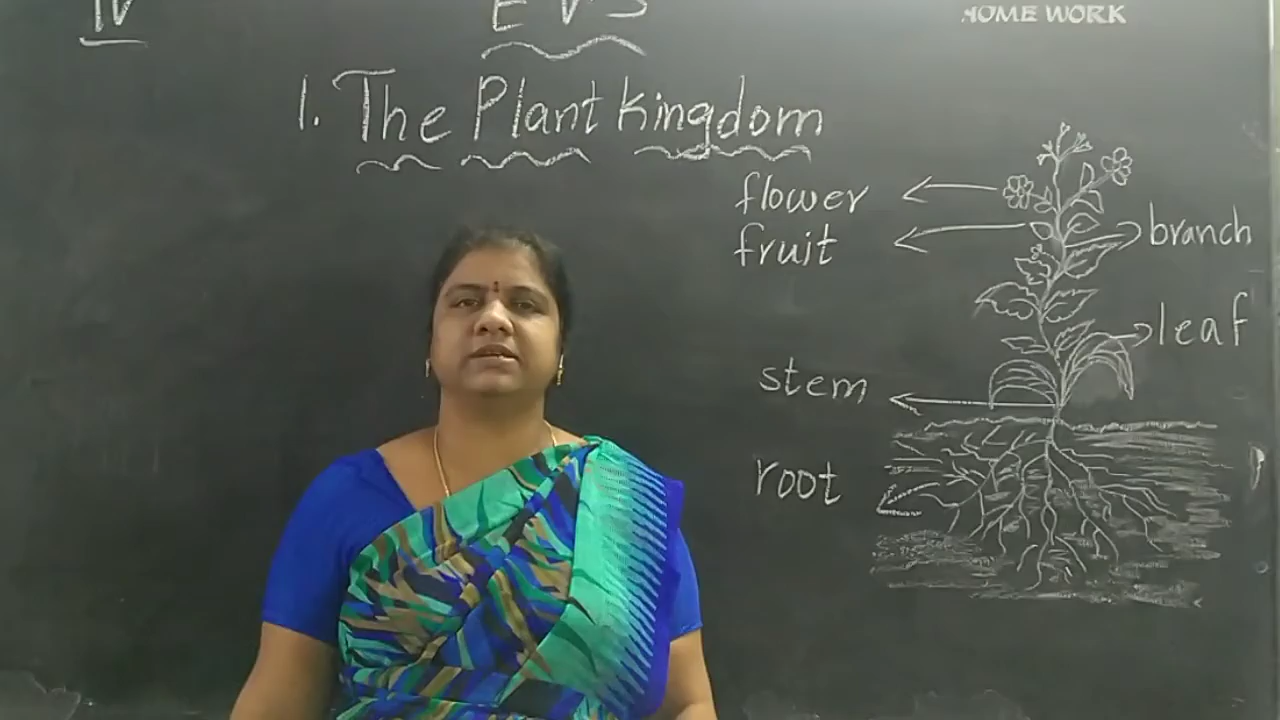 IV
EVS
HOME WORK
1. The Plant kingdom
flower
fruit
branch
leaf
stem
root